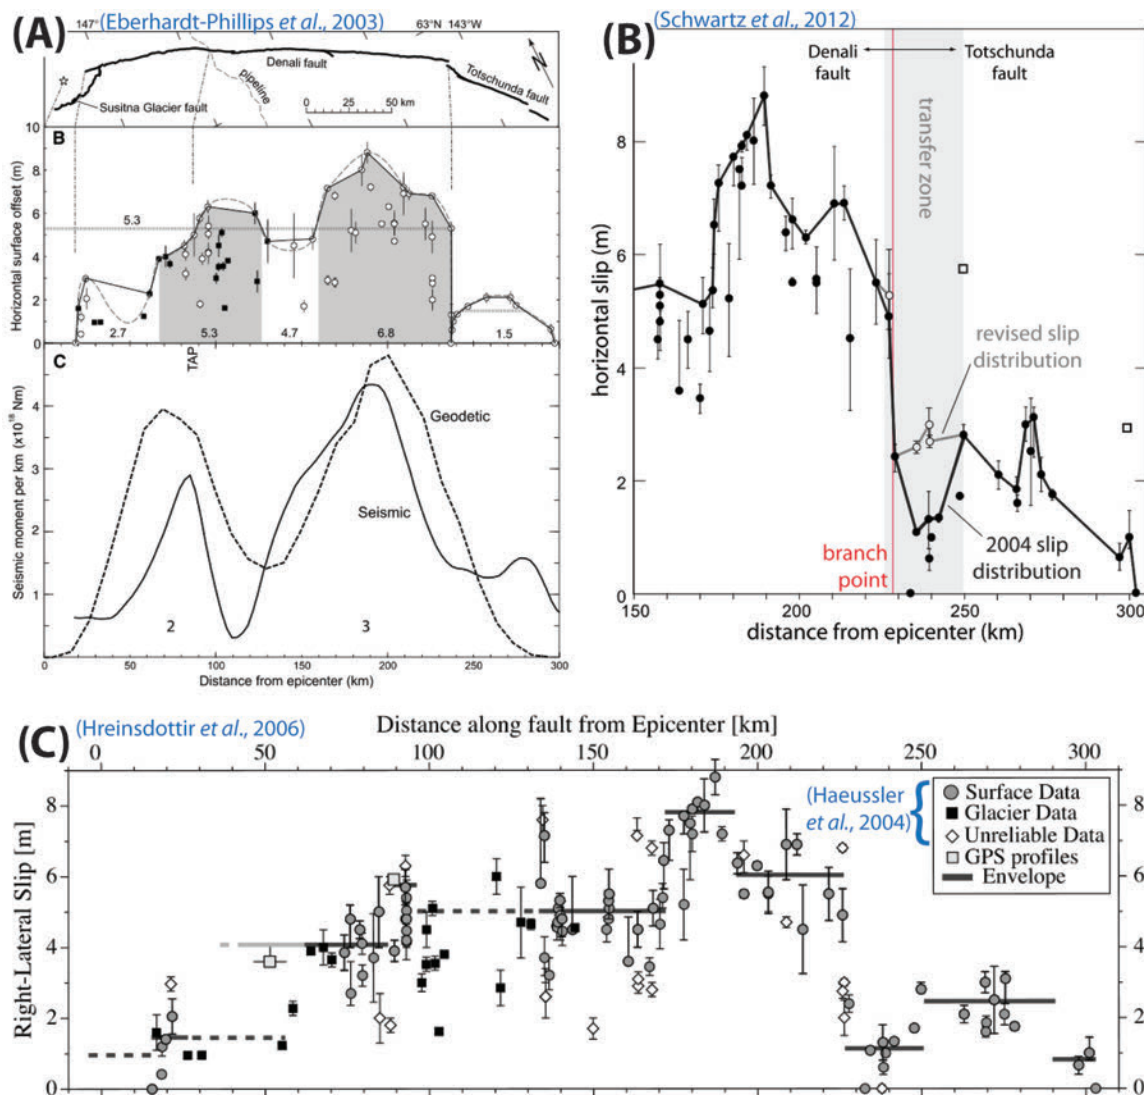 (A)
(Eberhardt-Phillips et al., 2003)
147°
63°N
143°W
Denali fault
pipeline
Totschunda fault
Susitna Glacier fault
0 25 50 km
N
B
Horizontal surface offset (m)
10
8
6
4
2
0
5.3
2.7
5.3
4.7
6.8
1.5
TAP
C
Seismic moment per km (x10¹⁸ Nm)
4
3
2
1
0
Geodetic
Seismic
2
3
0 50 100 150 200 250 300
Distance from epicenter (km)
(B)
(Schwartz et al., 2012)
Denali
fault
Totschunda
fault
transfer zone
horizontal slip (m)
8
6
4
2
0
revised slip
distribution
2004 slip
distribution
branch
point
150 200 250 300
distance from epicenter (km)
(C)
(Hreinsdottir et al., 2006)
Distance along fault from Epicenter [km]
0 50 100 150 200 250 300
Right-Lateral Slip [m]
8
6
4
2
0
8
6
4
2
0
(Haeussler
et al., 2004)
Surface Data
Glacier Data
Unreliable Data
GPS profiles
Envelope